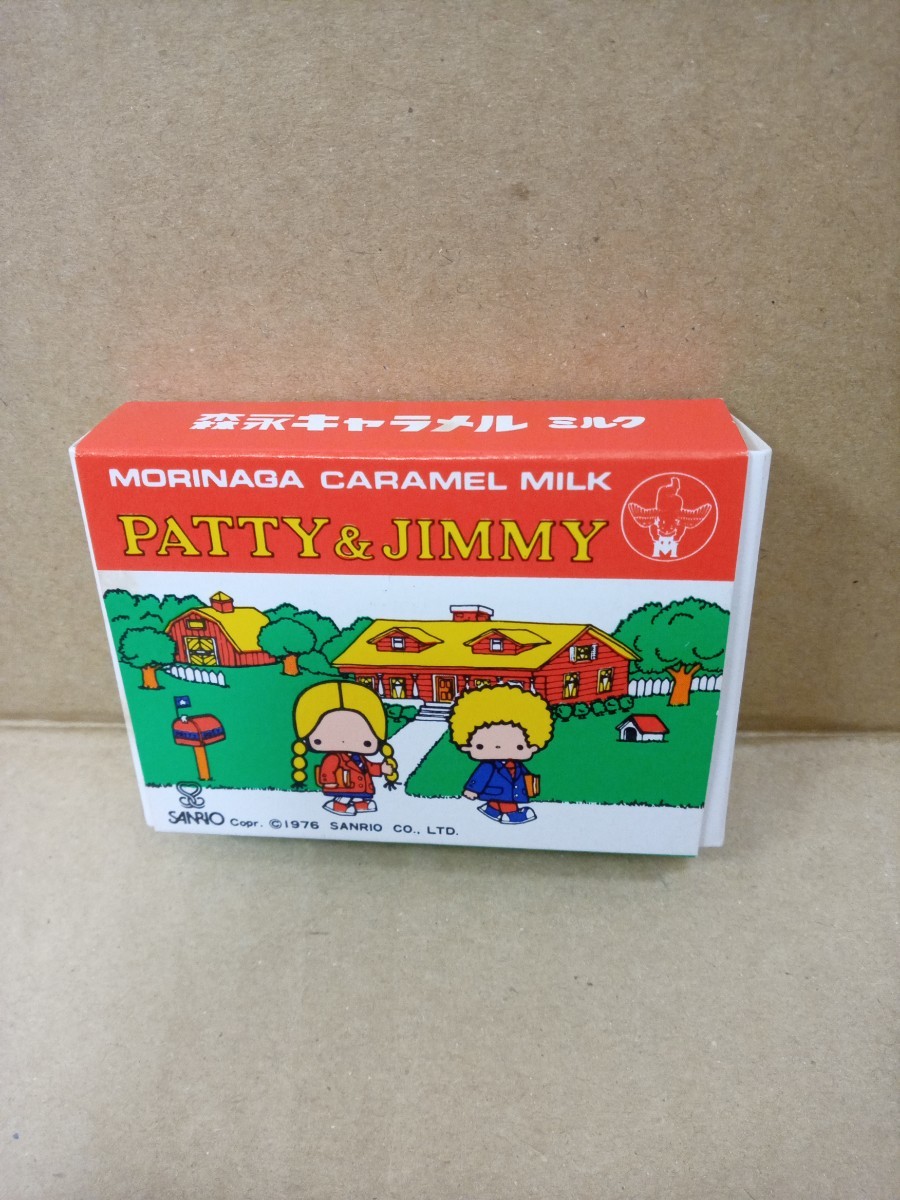 森永キャラメル ミルク
MORINAGA CARAMEL MILK
PATTY & JIMMY
M
SANRIO Copr. ©1976 SANRIO CO., LTD.